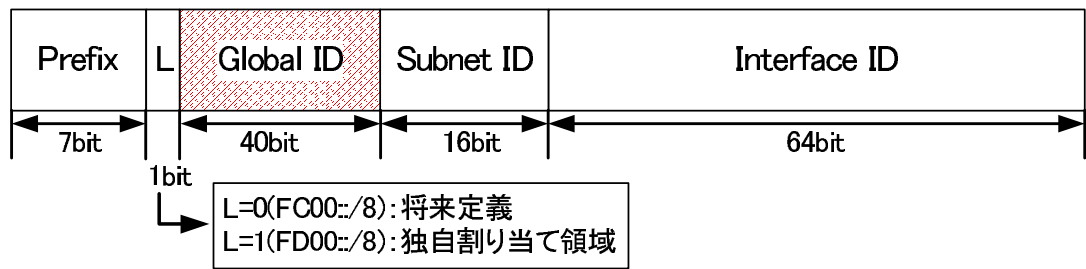 Prefix L Global ID Subnet ID Interface ID
7bit 40bit 16bit 64bit
1bit
L=0(FC00::/8):将来定義
L=1(FD00::/8):独自割り当て領域